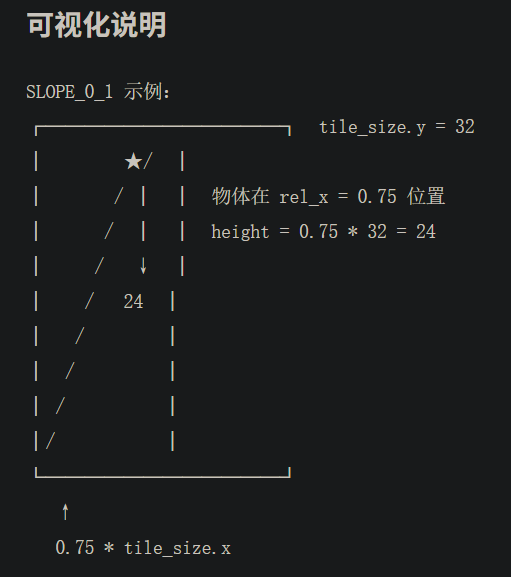 可视化说明
SLOPE_0_1 示例:
┌─────────────────────────┐  tile_size.y = 32
|        ★/  |
|       / |   |  物体在 rel_x = 0.75 位置
|      /  |   |  height = 0.75 * 32 = 24
|     /   ↓   |
|    /   24  |
|   /        |
|  /         |
| /          |
|/           |
└─────────────────────────┘
   ↑
  0.75 * tile_size.x